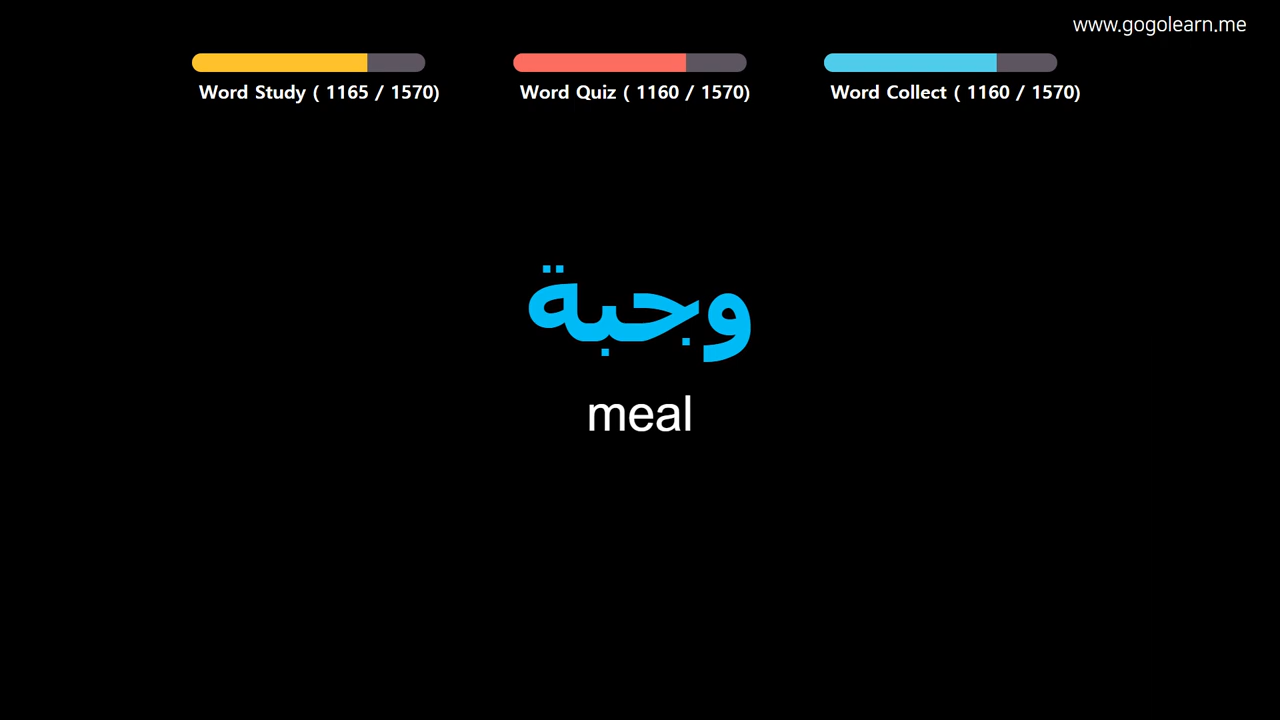 www.gogolearn.me
Word Study ( 1165 / 1570)
Word Quiz ( 1160 / 1570)
Word Collect ( 1160 / 1570)
وجبة
meal